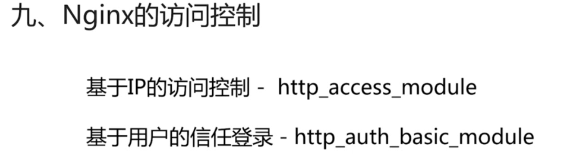 九、Nginx的访问控制
基于IP的访问控制 - http_access_module
基于用户的信任登录 - http_auth_basic_module